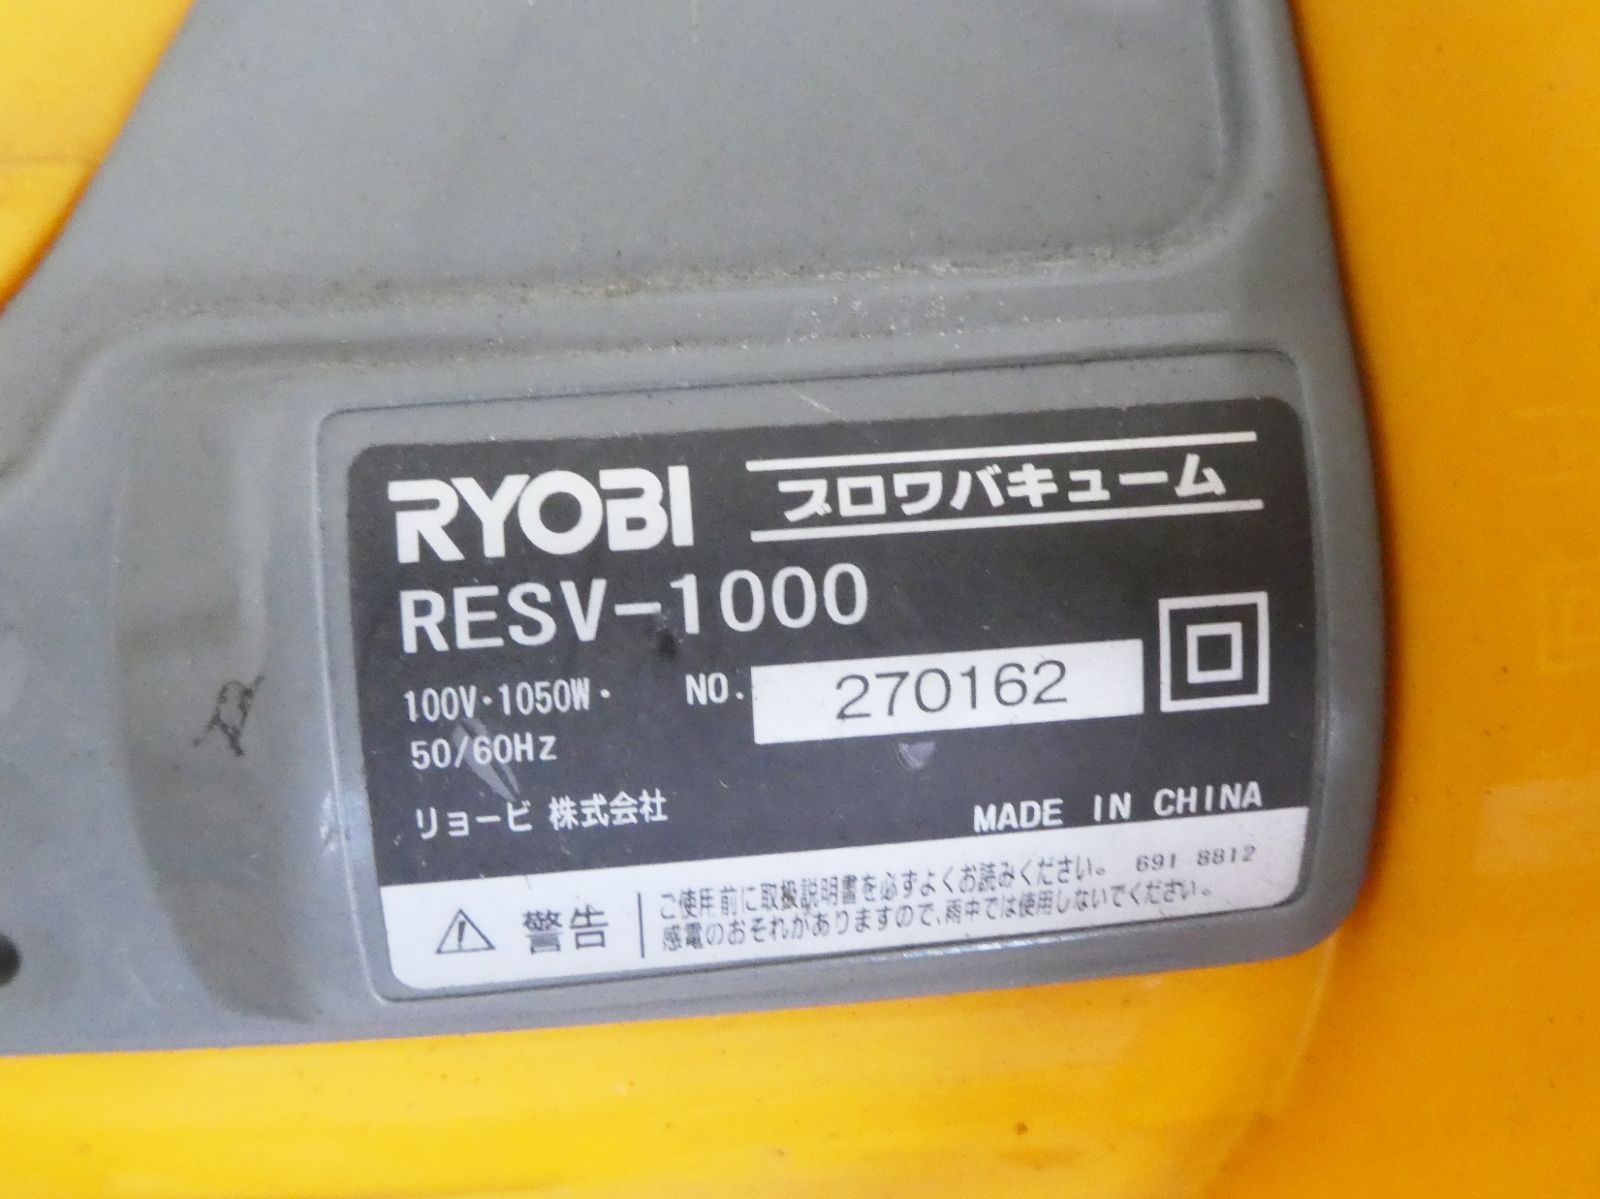 RYOBI ブロワバキューム
RESV-1000
100V・1050W・ NO. 270162
50/60Hz
リョービ 株式会社 MADE IN CHINA
警告 ご使用前に取扱説明書を必ずよくお読みください。 691 8812
感電のおそれがありますので、雨中では使用しないでください。